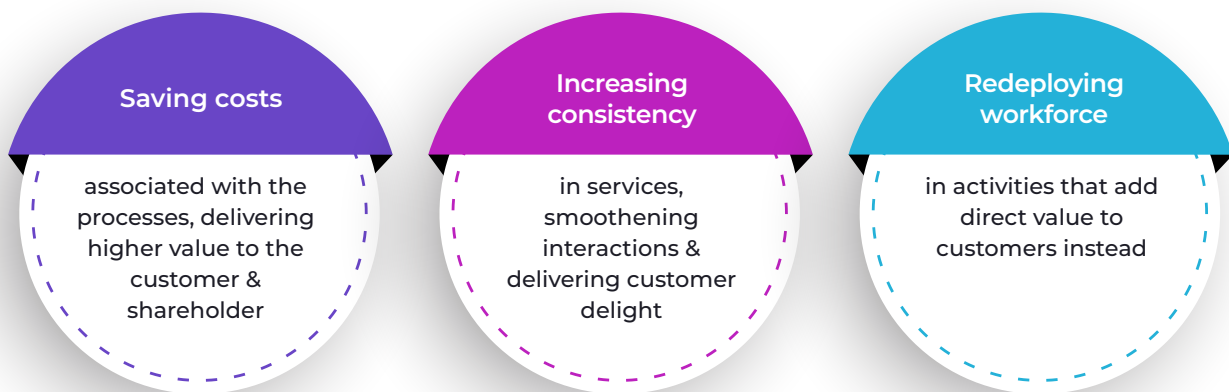 Saving costs
associated with the
processes, delivering
higher value to the
customer &
shareholder
Increasing
consistency
in services,
smoothening
interactions &
delivering customer
delight
Redeploying
workforce
in activities that add
direct value to
customers instead